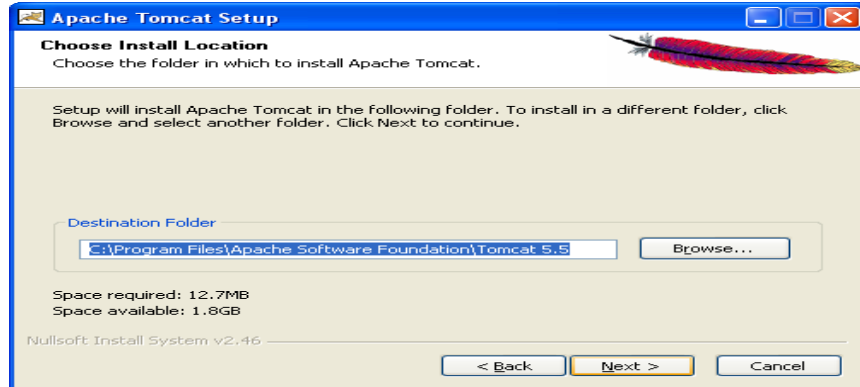 Apache Tomcat Setup
Choose Install Location
Choose the folder in which to install Apache Tomcat.
Setup will install Apache Tomcat in the following folder. To install in a different folder, click
Browse and select another folder. Click Next to continue.
Destination Folder
C:\Program Files\Apache Software Foundation\Tomcat 5.5
Browse...
Space required: 12.7MB
Space available: 1.8GB
Nullsoft Install System v2.46
< Back
Next >
Cancel